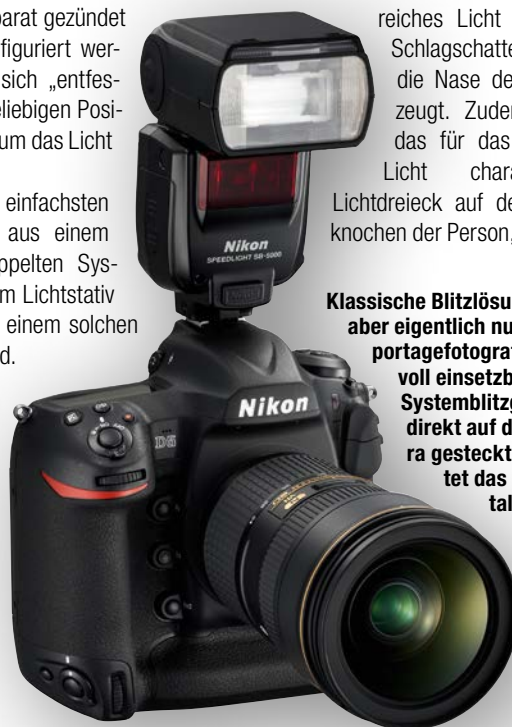 parat gezündet
figuriert wer-
sich „entfes-
eliebigen Posi-
um das Licht
einfachsten
aus einem
ppelten Sys-
m Lichtstativ
einem solchen
d.
reiches Licht
Schlagschatte
die Nase de
zeugt. Zude
das für das
Licht chara
Lichtdreieck auf de
knochen der Person,
Klassische Blitzlösu
aber eigentlich nu
portagefotograf
voll einsetzb
Systemblitzg
direkt auf d
ra gesteckt
tet das
tal
Nikon
SPEEDLIGHT SB-5000
Nikon
D5